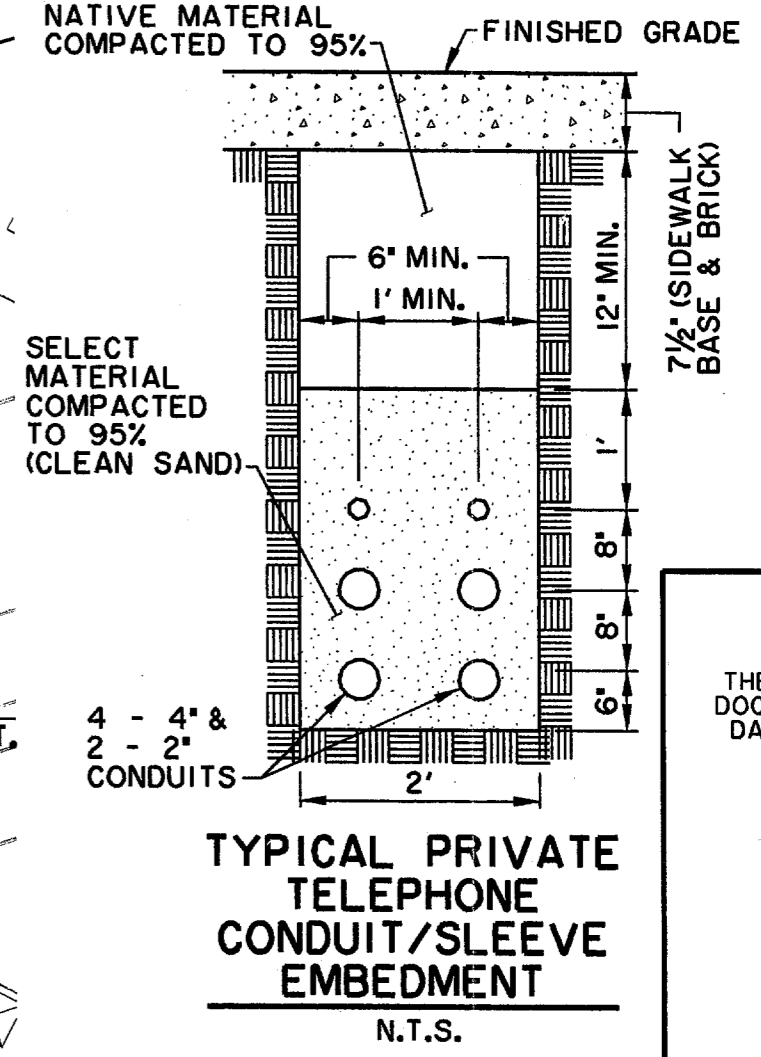 NATIVE MATERIAL
COMPACTED TO 95%
FINISHED GRADE
7½" (SIDEWALK
BASE & BRICK)
12" MIN.
6" MIN.
1' MIN.
SELECT
MATERIAL
COMPACTED
TO 95%
(CLEAN SAND)
1'
8"
8"
6"
4 - 4" &
2 - 2"
CONDUITS
2'
TYPICAL PRIVATE
TELEPHONE
CONDUIT/SLEEVE
EMBEDMENT
N.T.S.